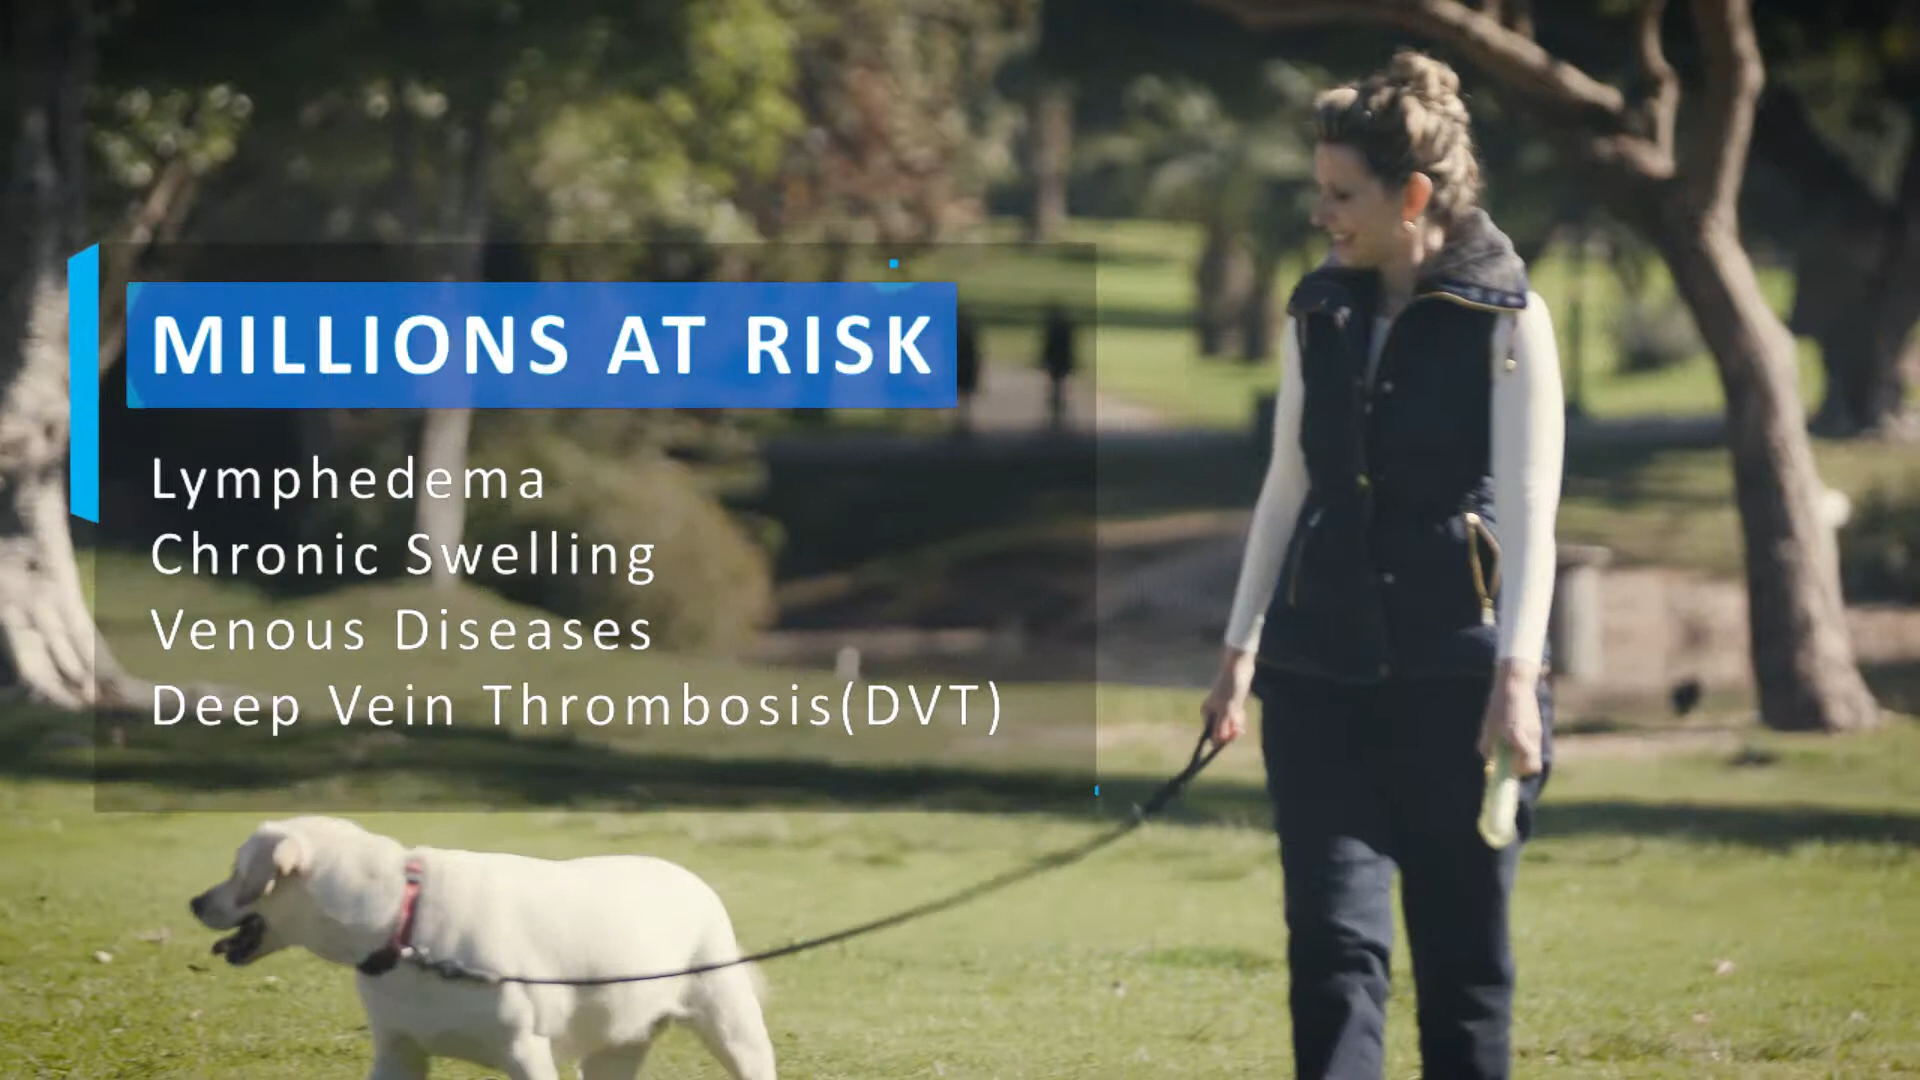 MILLIONS AT RISK
Lymphedema
Chronic Swelling
Venous Diseases
Deep Vein Thrombosis(DVT)